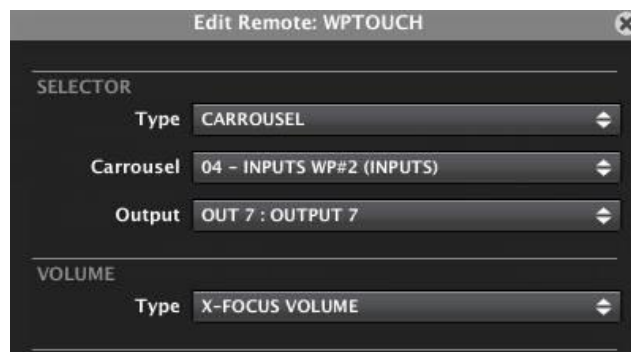 Edit Remote: WPTOUCH
SELECTOR
Type CARROUSEL
Carrousel 04 - INPUTS WP#2 (INPUTS)
Output OUT 7 : OUTPUT 7
VOLUME
Type X-FOCUS VOLUME